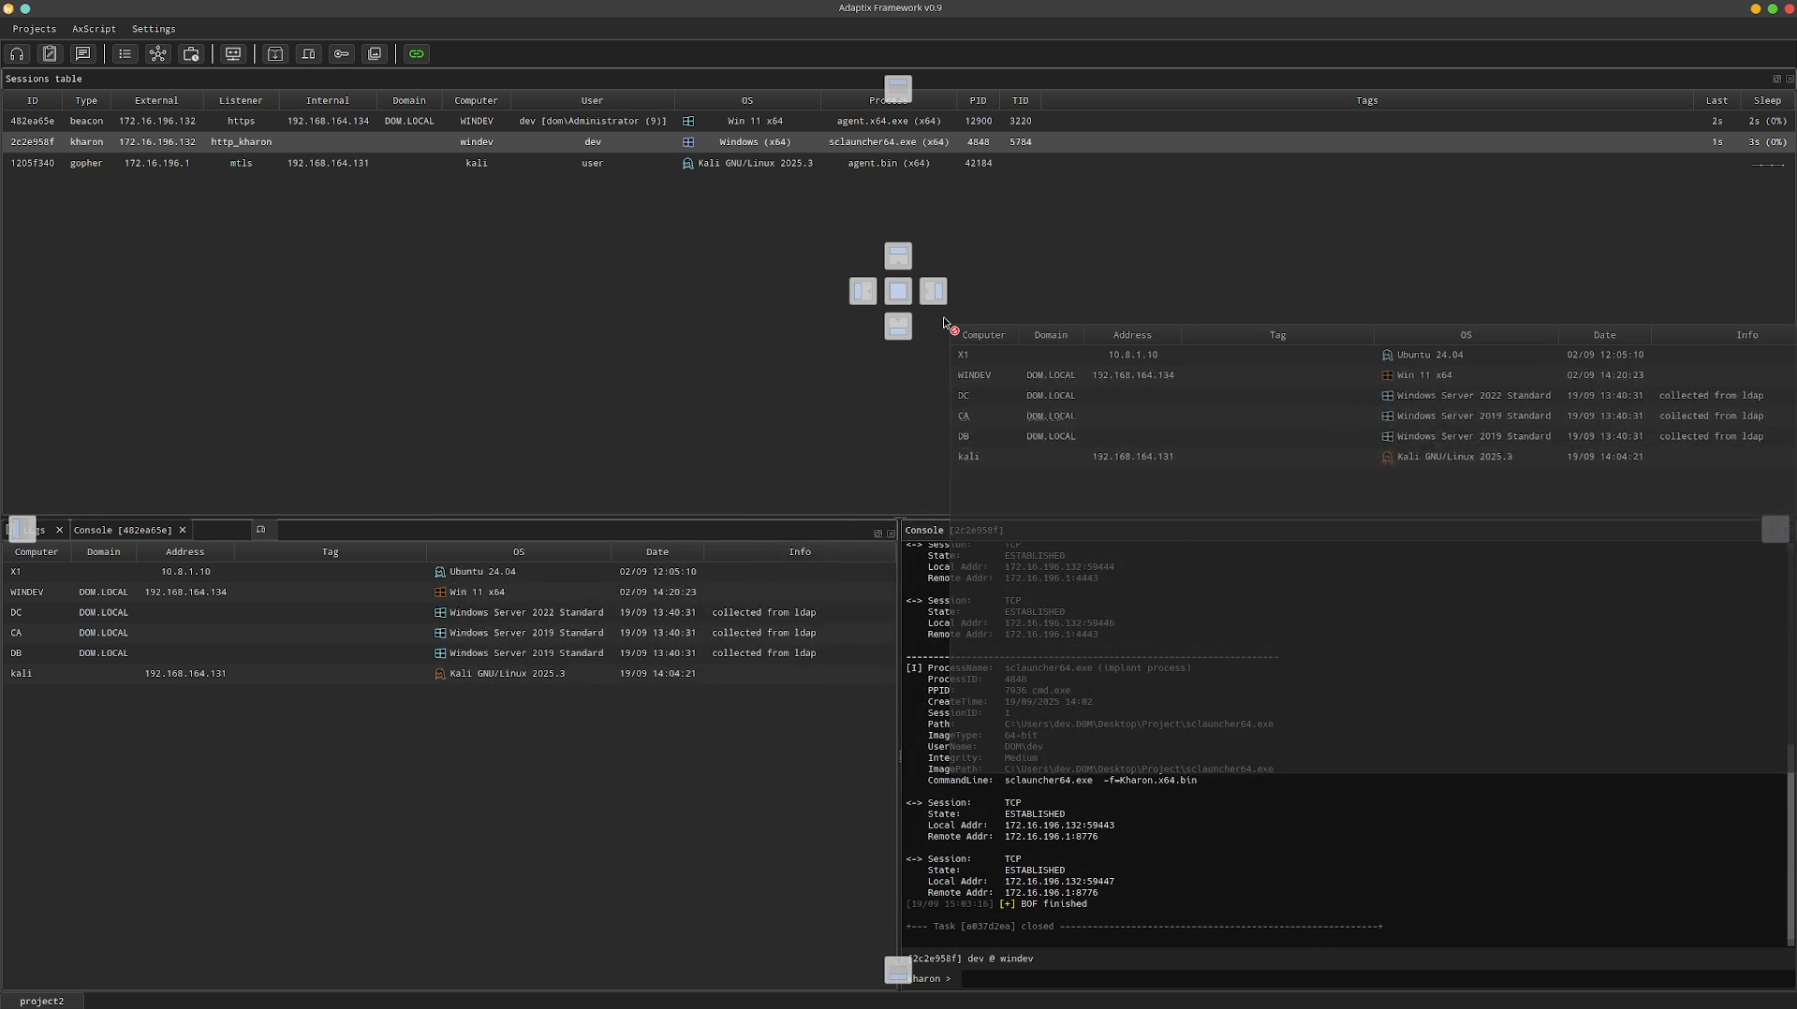 Adaptix Framework v0.9
Projects AxScript Settings
Sessions table
ID Type External Listener Internal Domain Computer User OS Process PID TID Tags Last Sleep
482ea65e beacon 172.16.196.132 https 192.168.164.134 DOM.LOCAL WINDEV dev [dom\Administrator (9)] Win 11 x64 agent.x64.exe (x64) 12900 3220 2s 2s (0%)
2c2e958f kharon 172.16.196.132 http_kharon windev dev Windows (x64) sclauncher64.exe (x64) 4848 5784 1s 3s (0%)
1205f340 gopher 172.16.196.1 mtls 192.168.164.131 kali user Kali GNU/Linux 2025.3 agent.bin (x64) 42184
Computer Domain Address Tag OS Date Info
X1 10.8.1.10 Ubuntu 24.04 02/09 12:05:10
WINDEV DOM.LOCAL 192.168.164.134 Win 11 x64 02/09 14:20:23
DC DOM.LOCAL Windows Server 2022 Standard 19/09 13:40:31 collected from ldap
CA DOM.LOCAL Windows Server 2019 Standard 19/09 13:40:31 collected from ldap
DB DOM.LOCAL Windows Server 2019 Standard 19/09 13:40:31 collected from ldap
kali 192.168.164.131 Kali GNU/Linux 2025.3 19/09 14:04:21
Console [482ea65e]
Computer Domain Address Tag OS Date Info
X1 10.8.1.10 Ubuntu 24.04 02/09 12:05:10
WINDEV DOM.LOCAL 192.168.164.134 Win 11 x64 02/09 14:20:23
DC DOM.LOCAL Windows Server 2022 Standard 19/09 13:40:31 collected from ldap
CA DOM.LOCAL Windows Server 2019 Standard 19/09 13:40:31 collected from ldap
DB DOM.LOCAL Windows Server 2019 Standard 19/09 13:40:31 collected from ldap
kali 192.168.164.131 Kali GNU/Linux 2025.3 19/09 14:04:21
Console [2c2e958f]
<-> Session: TCP
State: ESTABLISHED
Local Addr: 172.16.196.132:59444
Remote Addr: 172.16.196.1:4443
<-> Session: TCP
State: ESTABLISHED
Local Addr: 172.16.196.132:59446
Remote Addr: 172.16.196.1:4443
[I] ProcessName: sclauncher64.exe (implant process)
ProcessID: 4848
PPID: 7936 cmd.exe
CreateTime: 19/09/2025 14:02
SessionID: 1
Path: C:\Users\dev.DOM\Desktop\Project\sclauncher64.exe
ImageType: 64-bit
UserName: DOM\dev
Integrity: Medium
ImagePath: C:\Users\dev.DOM\Desktop\Project\sclauncher64.exe
CommandLine: sclauncher64.exe -f=Kharon.x64.bin
<-> Session: TCP
State: ESTABLISHED
Local Addr: 172.16.196.132:59443
Remote Addr: 172.16.196.1:8776
<-> Session: TCP
State: ESTABLISHED
Local Addr: 172.16.196.132:59447
Remote Addr: 172.16.196.1:8776
[19/09 15:03:16] [+] BOF finished
+--- Task [a037d2ea] closed ----------------------------------------------------------+
[2c2e958f] dev @ windev
haron >
project2